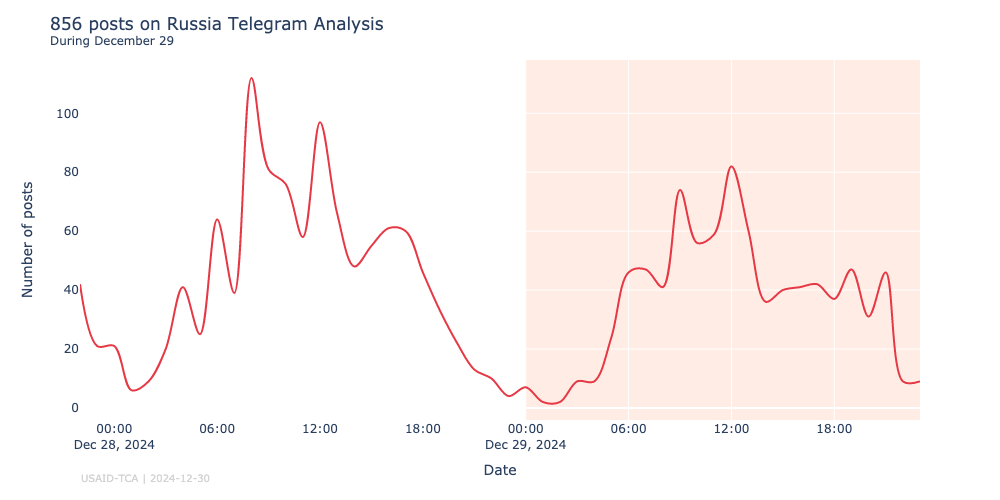 856 posts on Russia Telegram Analysis
During December 29
Number of posts
100
80
60
40
20
0
00:00 06:00 12:00 18:00 00:00 06:00 12:00 18:00
Dec 28, 2024 Dec 29, 2024
Date
USAID-TCA | 2024-12-30